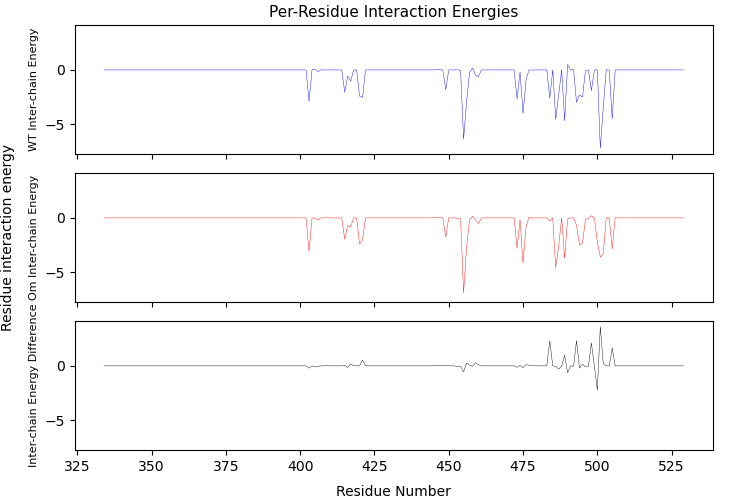 Per-Residue Interaction Energies
Residue interaction energy
WT Inter-chain Energy
0
−5
Om Inter-chain Energy
0
−5
Inter-chain Energy Difference
0
−5
325 350 375 400 425 450 475 500 525
Residue Number